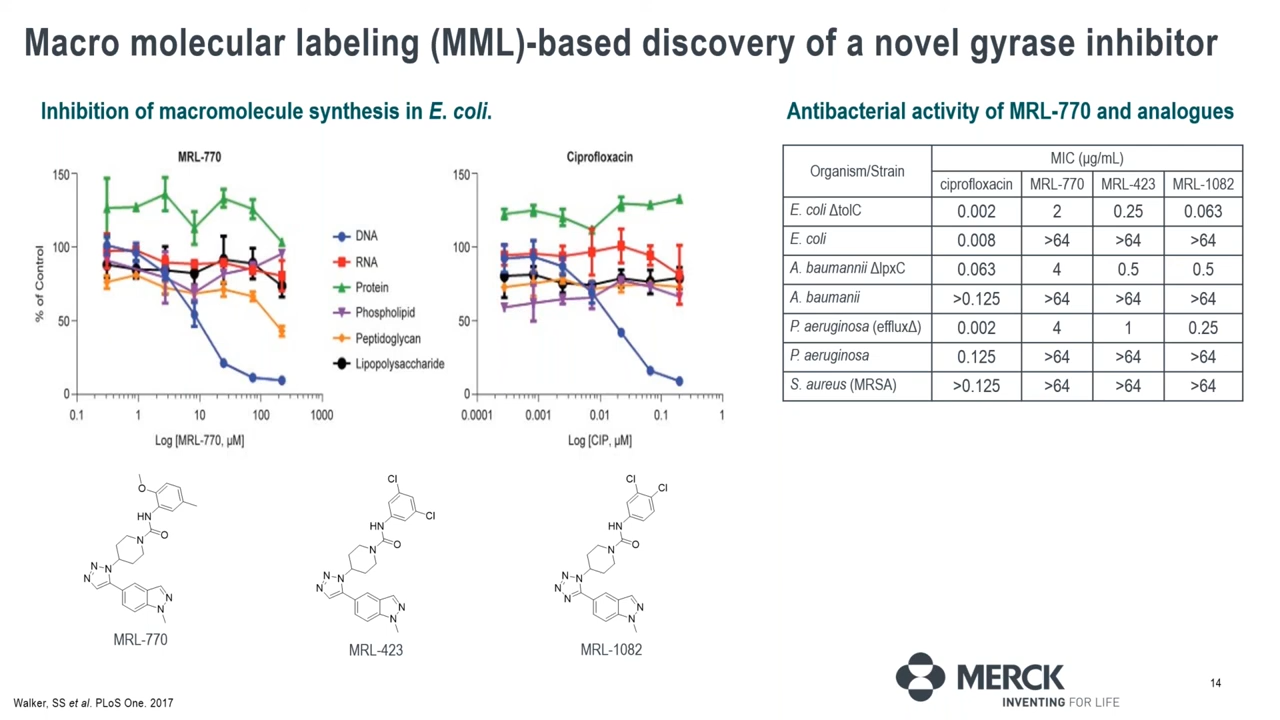 Macro molecular labeling (MML)-based discovery of a novel gyrase inhibitor
Inhibition of macromolecule synthesis in E. coli.
MRL-770
% of Control
150
100
50
0
0.1 1 10 100 1000
Log [MRL-770, µM]
DNA
RNA
Protein
Phospholipid
Peptidoglycan
Lipopolysaccharide
Ciprofloxacin
150
100
50
0
0.0001 0.001 0.01 0.1 1
Log [CIP, µM]
Antibacterial activity of MRL-770 and analogues
Organism/Strain MIC (µg/mL)
ciprofloxacin MRL-770 MRL-423 MRL-1082
E. coli ΔtolC 0.002 2 0.25 0.063
E. coli 0.008 >64 >64 >64
A. baumannii ΔlpxC 0.063 4 0.5 0.5
A. baumanii >0.125 >64 >64 >64
P. aeruginosa (effluxΔ) 0.002 4 1 0.25
P. aeruginosa 0.125 >64 >64 >64
S. aureus (MRSA) >0.125 >64 >64 >64
O
HN
N
O
N
N
N
N
N
MRL-770
Cl
Cl
HN
N
O
N
N
N
N
N
MRL-423
Cl
Cl
HN
N
O
N
N
N
N
N
N
MRL-1082
MERCK
INVENTING FOR LIFE
14
Walker, SS et al. PLoS One. 2017